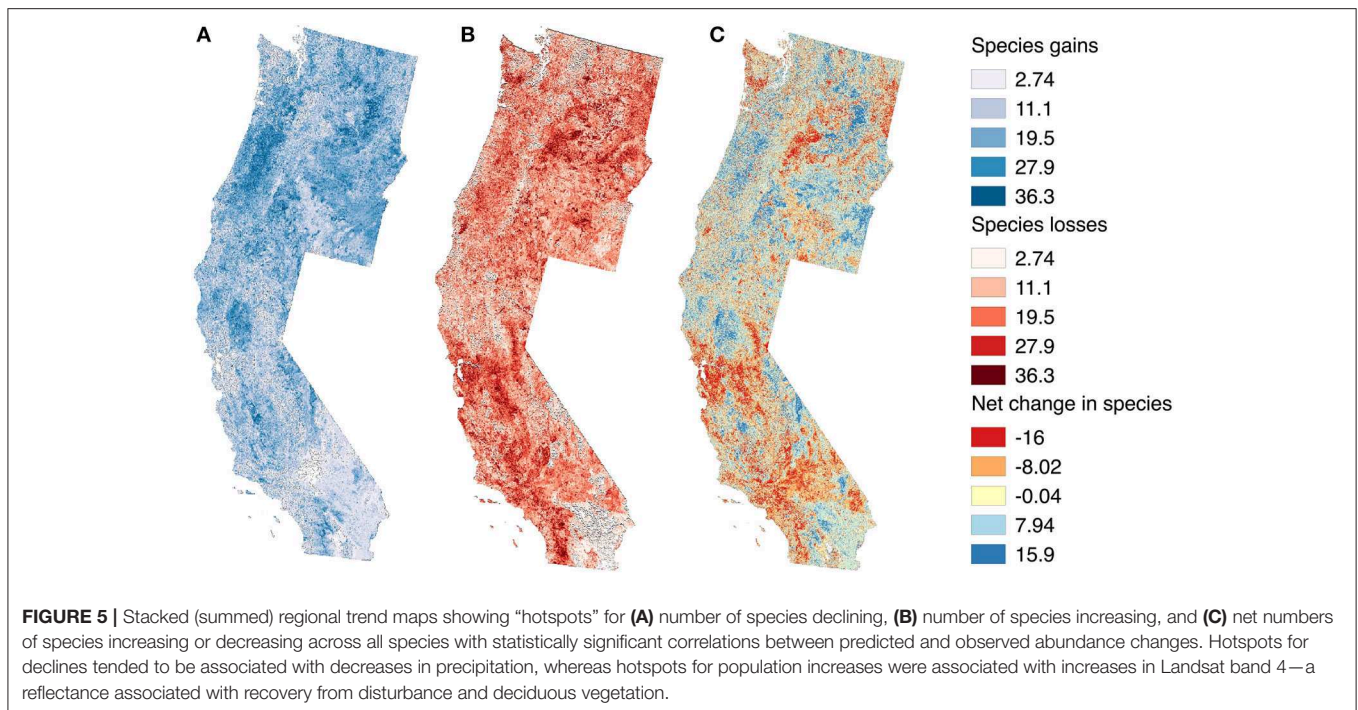 A
B
C
Species gains
2.74
11.1
19.5
27.9
36.3
Species losses
2.74
11.1
19.5
27.9
36.3
Net change in species
-16
-8.02
-0.04
7.94
15.9
FIGURE 5 | Stacked (summed) regional trend maps showing “hotspots” for (A) number of species declining, (B) number of species increasing, and (C) net numbers
of species increasing or decreasing across all species with statistically significant correlations between predicted and observed abundance changes. Hotspots for
declines tended to be associated with decreases in precipitation, whereas hotspots for population increases were associated with increases in Landsat band 4—a
reflectance associated with recovery from disturbance and deciduous vegetation.